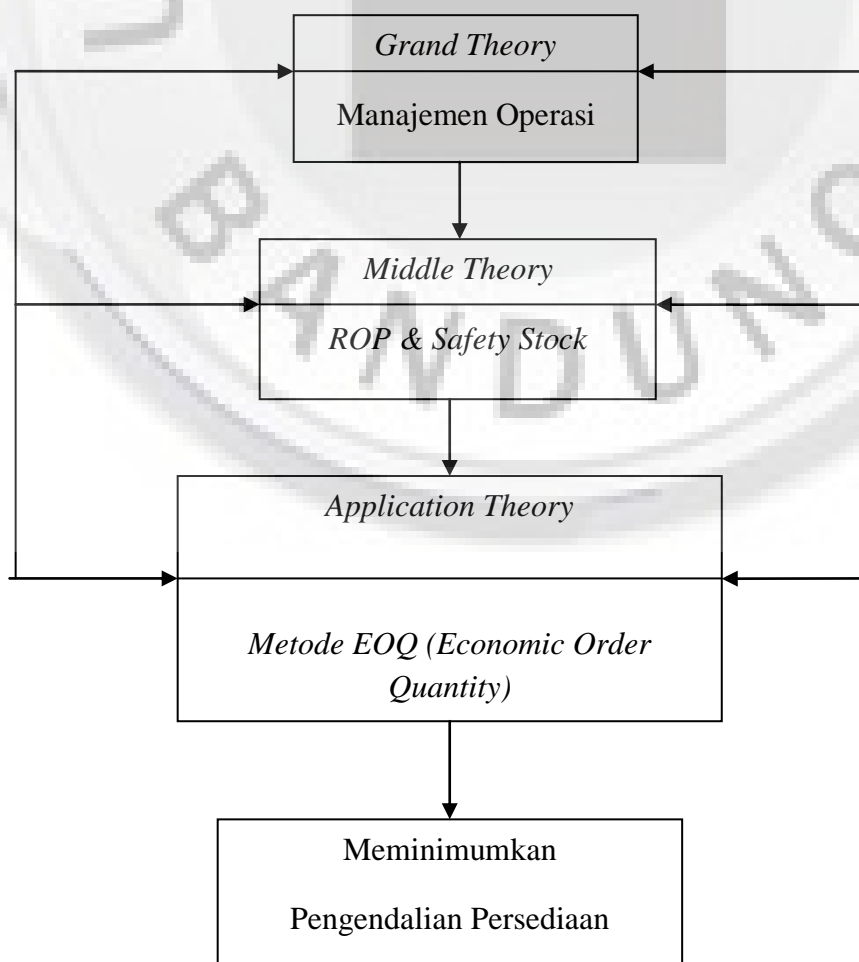 Grand Theory
Manajemen Operasi
Middle Theory
ROP & Safety Stock
BANDUNG
Application Theory
Metode EOQ (Economic Order
Quantity)
Meminimumkan
Pengendalian Persediaan